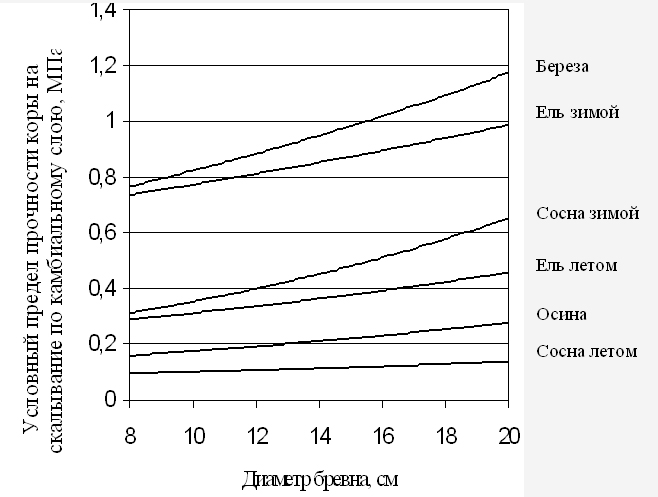 Условный предел прочности коры на
скалывание по камбиальному слою, МПа
1,4
1,2
1
0,8
0,6
0,4
0,2
0
8 10 12 14 16 18 20
Диаметр бревна, см
Береза
Ель зимой
Сосна зимой
Ель летом
Осина
Сосна летом